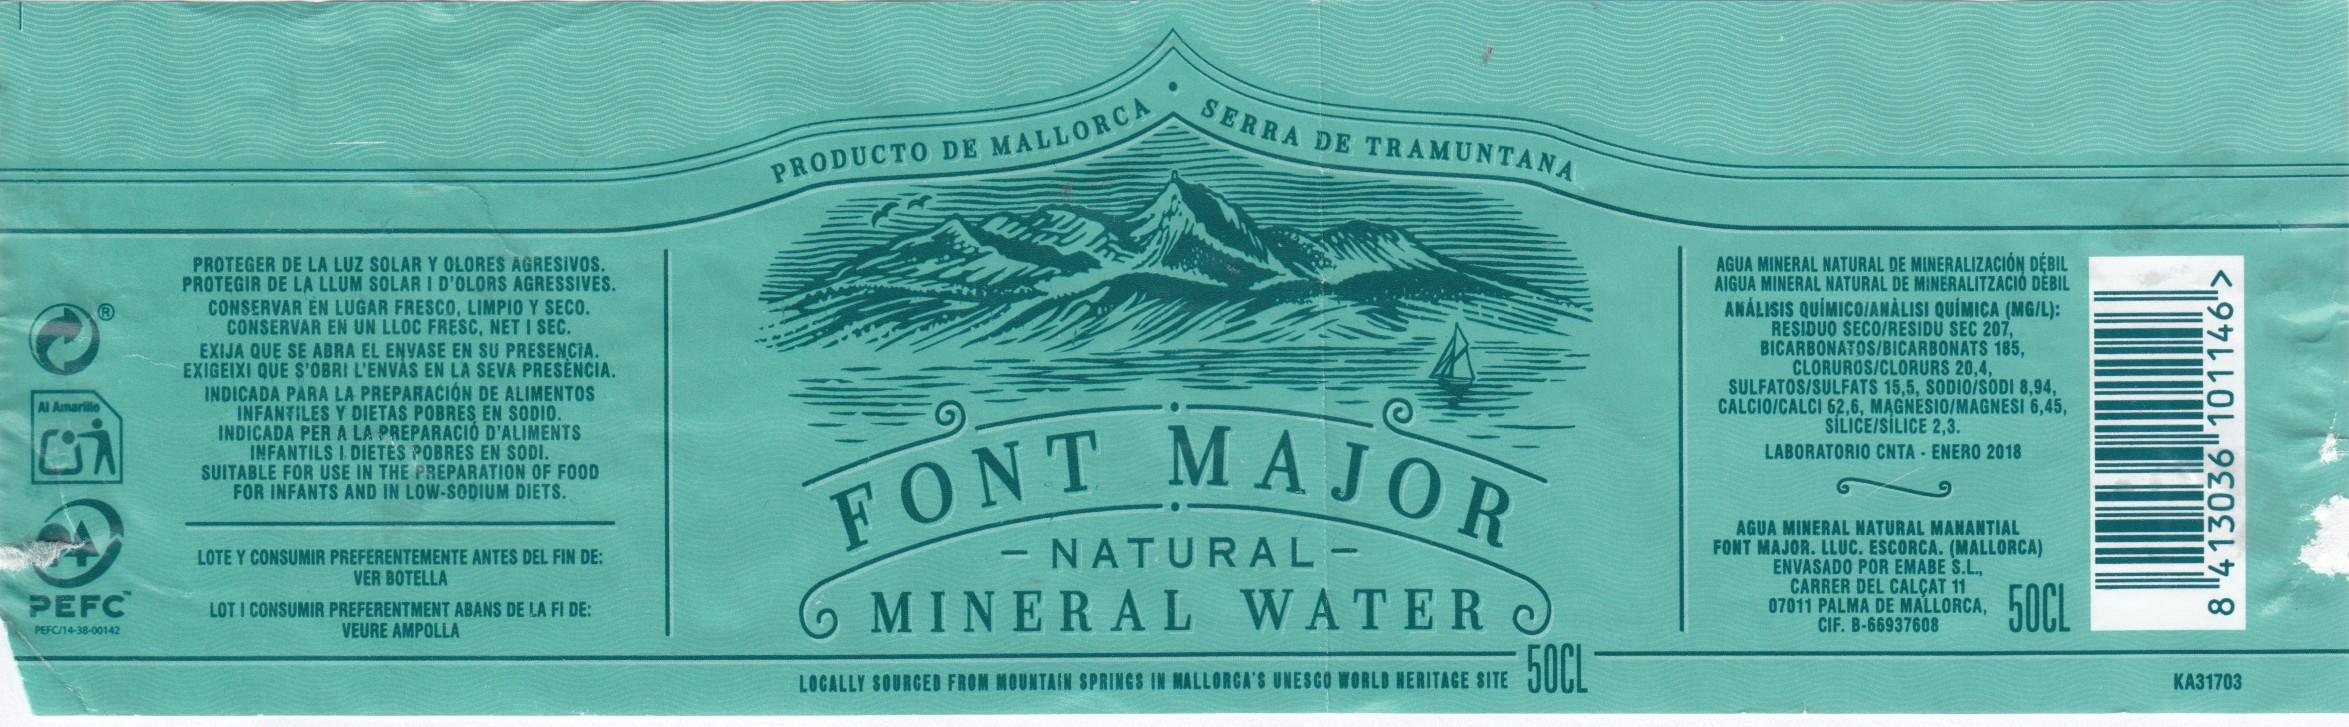 PRODUCTO DE MALLORCA • SERRA DE TRAMUNTANA
PROTEGER DE LA LUZ SOLAR Y OLORES AGRESIVOS.
PROTEGIR DE LA LLUM SOLAR I D'OLORS AGRESSIVES.
CONSERVAR EN LUGAR FRESCO, LIMPIO Y SECO.
CONSERVAR EN UN LLOC FRESC, NET I SEC.
EXIJA QUE SE ABRA EL ENVASE EN SU PRESENCIA.
EXIGEIXI QUE S'OBRI L'ENVÀS EN LA SEVA PRESÈNCIA.
INDICADA PARA LA PREPARACIÓN DE ALIMENTOS
INFANTILES Y DIETAS POBRES EN SODIO.
INDICADA PER A LA PREPARACIÓ D'ALIMENTS
INFANTILS I DIETES POBRES EN SODI.
SUITABLE FOR USE IN THE PREPARATION OF FOOD
FOR INFANTS AND IN LOW-SODIUM DIETS.
LOTE Y CONSUMIR PREFERENTEMENTE ANTES DEL FIN DE:
VER BOTELLA
LOT I CONSUMIR PREFERENTMENT ABANS DE LA FI DE:
VEURE AMPOLLA
®
Al Amarillo
PEFC™
PEFC/14-38-00142
FONT MAJOR
– NATURAL –
MINERAL WATER
LOCALLY SOURCED FROM MOUNTAIN SPRINGS IN MALLORCA'S UNESCO WORLD HERITAGE SITE
50CL
AGUA MINERAL NATURAL DE MINERALIZACIÓN DÉBIL
AIGUA MINERAL NATURAL DE MINERALITZACIÓ DÈBIL
ANÁLISIS QUÍMICO/ANÀLISI QUÍMICA (MG/L):
RESIDUO SECO/RESIDU SEC 207,
BICARBONATOS/BICARBONATS 185,
CLORUROS/CLORURS 20,4,
SULFATOS/SULFATS 15,5, SODIO/SODI 8,94,
CALCIO/CALCI 62,6, MAGNESIO/MAGNESI 6,45,
SÍLICE/SÍLICE 2,3.
LABORATORIO CNTA - ENERO 2018
AGUA MINERAL NATURAL MANANTIAL
FONT MAJOR. LLUC. ESCORCA. (MALLORCA)
ENVASADO POR EMABE S.L.,
CARRER DEL CALÇAT 11
07011 PALMA DE MALLORCA,
CIF. B-66937608
50CL
8 413036 101146 >
KA31703